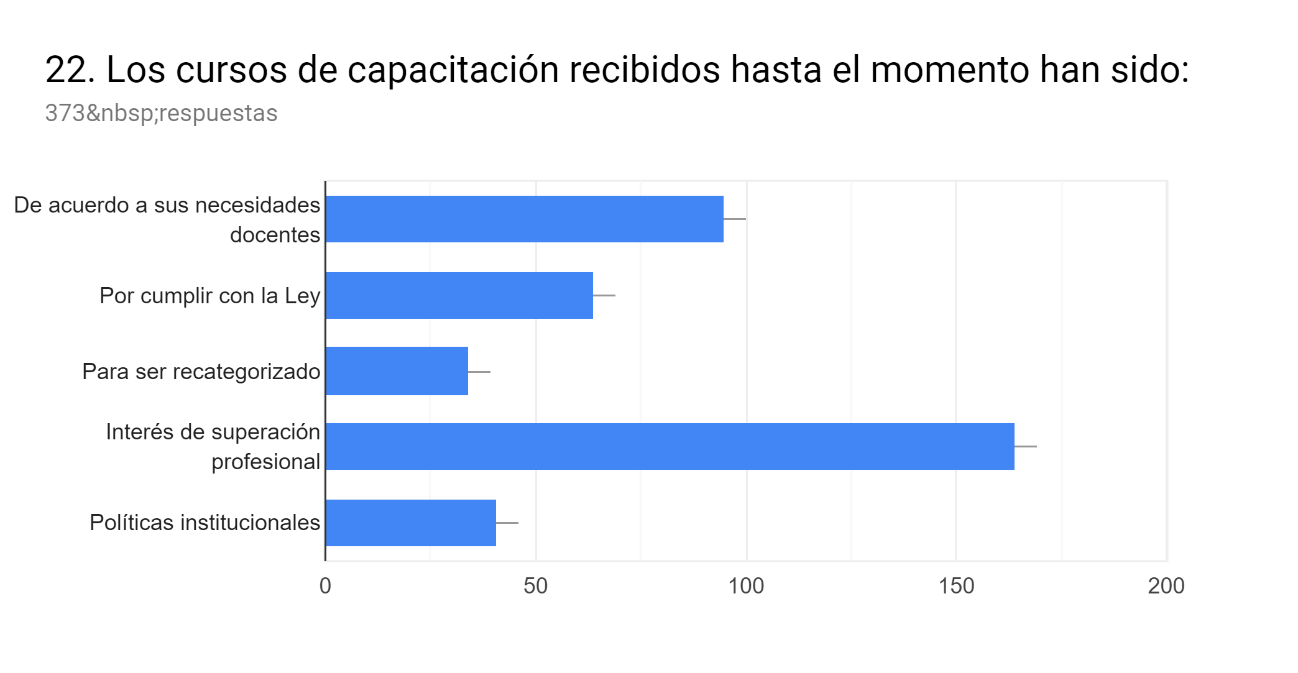 22. Los cursos de capacitación recibidos hasta el momento han sido:
373&nbsp;respuestas
De acuerdo a sus necesidades
docentes
Por cumplir con la Ley
Para ser recategorizado
Interés de superación
profesional
Políticas institucionales
0 50 100 150 200